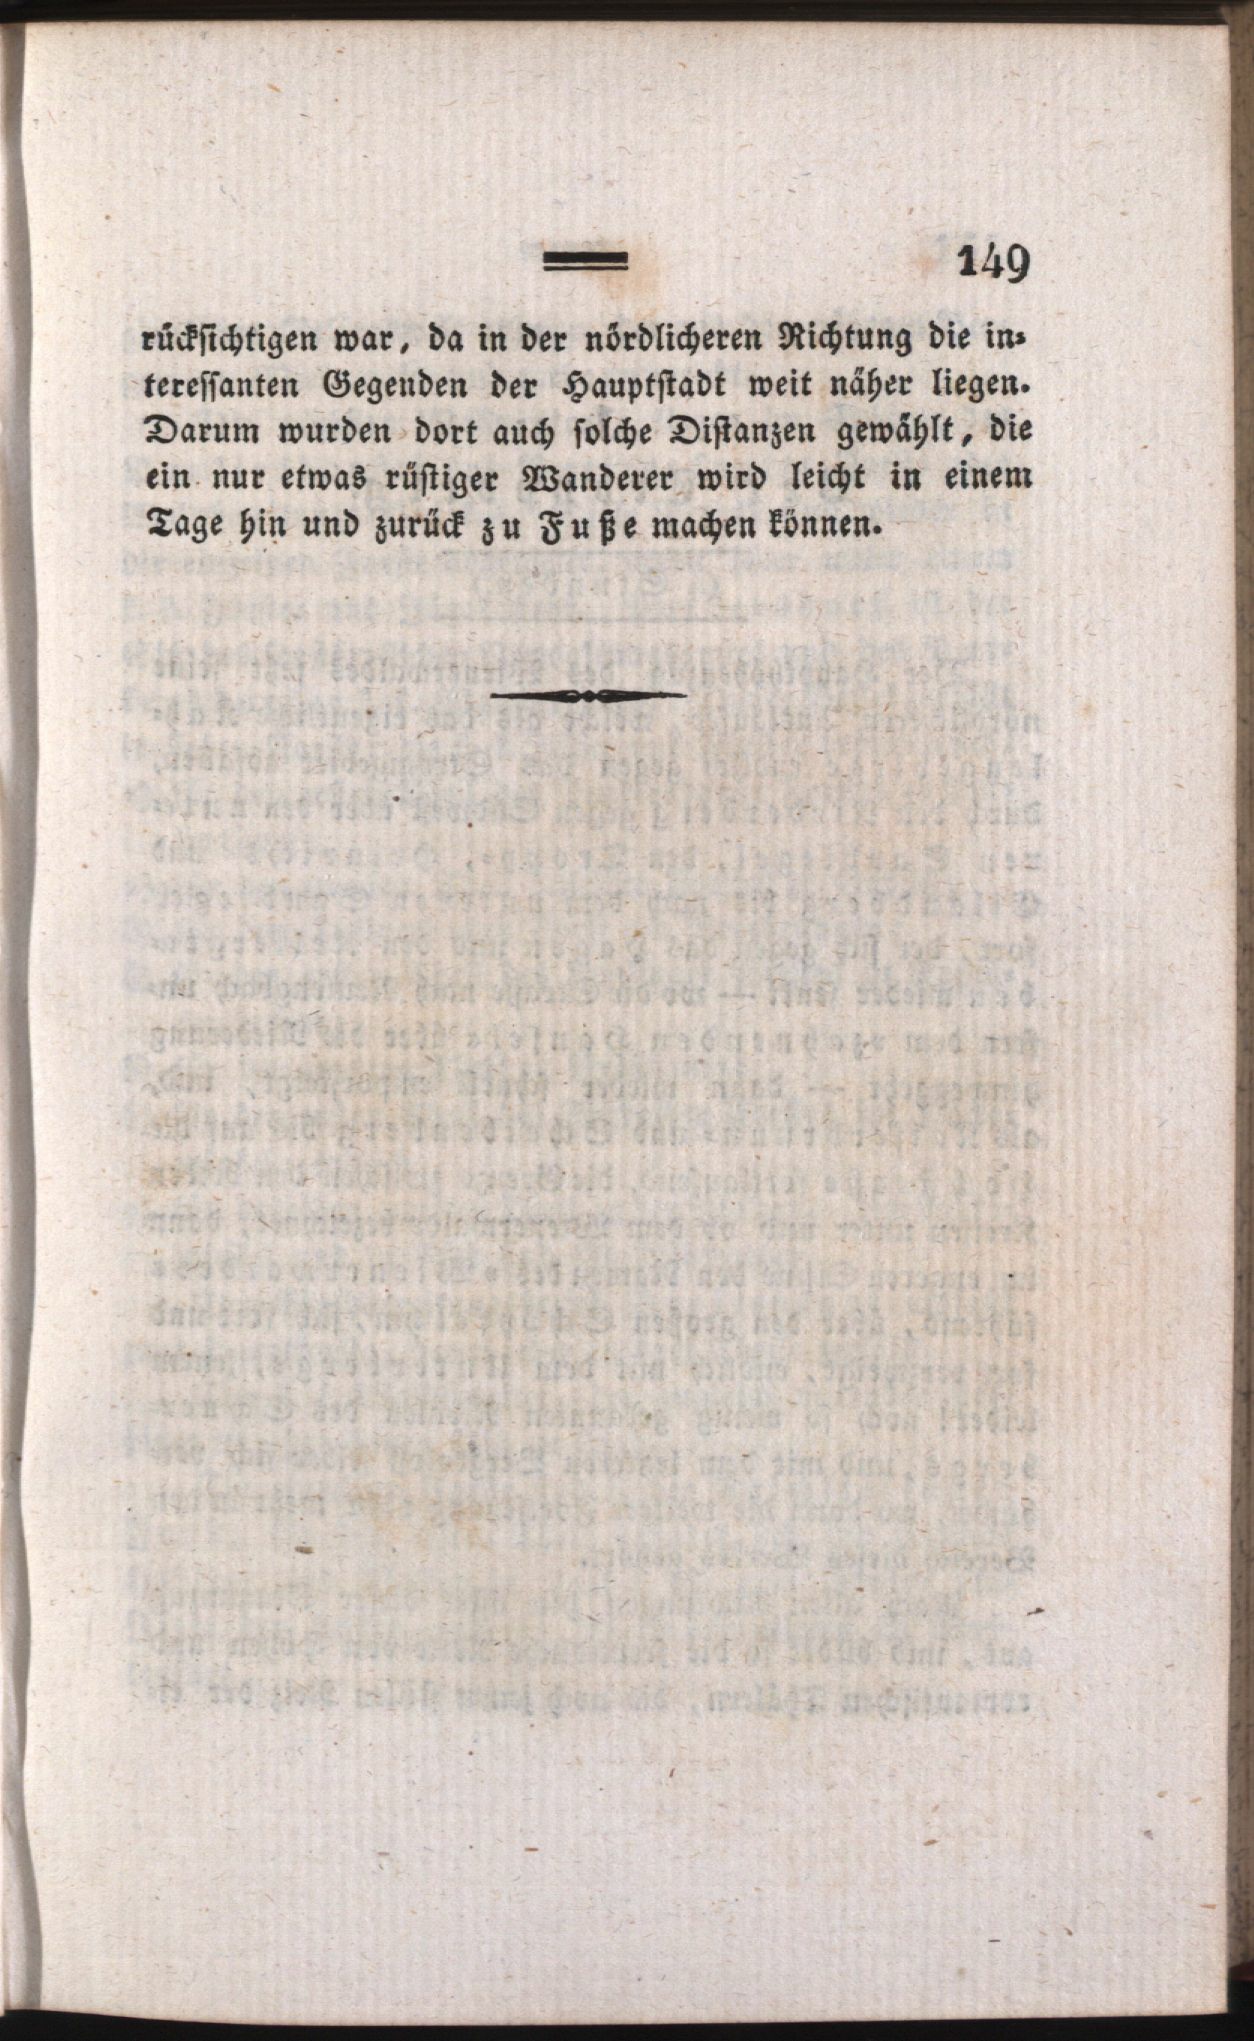 149
rücksichtigen war, da in der nördlicheren Richtung die in-
teressanten Gegenden der Hauptstadt weit näher liegen.
Darum wurden dort auch solche Distanzen gewählt, die
ein nur etwas rüstiger Wanderer wird leicht in einem
Tage hin und zurück zu Fuße machen können.